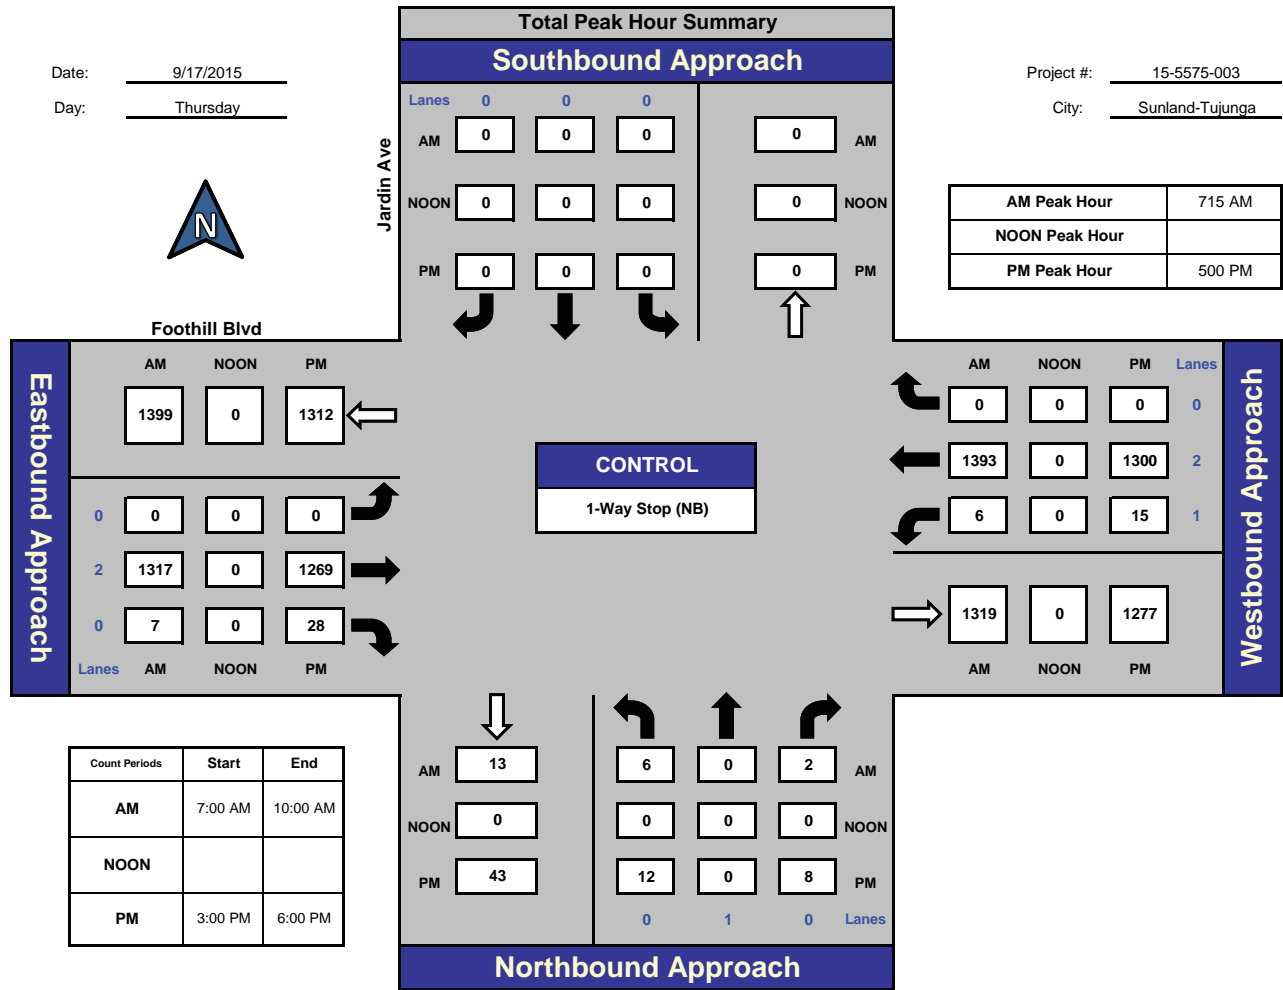 Total Peak Hour Summary
Southbound Approach
Date: 9/17/2015
Day: Thursday
Project #: 15-5575-003
City: Sunland-Tujunga
N
Jardin Ave
Lanes 0 0 0
AM 0 0 0 0 AM
NOON 0 0 0 0 NOON
PM 0 0 0 0 PM
AM Peak Hour 715 AM
NOON Peak Hour
PM Peak Hour 500 PM
Foothill Blvd
Eastbound Approach
AM NOON PM
1399 0 1312
0 0 0 0
2 1317 0 1269
0 7 0 28
Lanes AM NOON PM
CONTROL
1-Way Stop (NB)
AM NOON PM Lanes
0 0 0 0
1393 0 1300 2
6 0 15 1
1319 0 1277
AM NOON PM
Westbound Approach
Count Periods Start End
AM 7:00 AM 10:00 AM
NOON
PM 3:00 PM 6:00 PM
AM 13 6 0 2 AM
NOON 0 0 0 0 NOON
PM 43 12 0 8 PM
0 1 0 Lanes
Northbound Approach